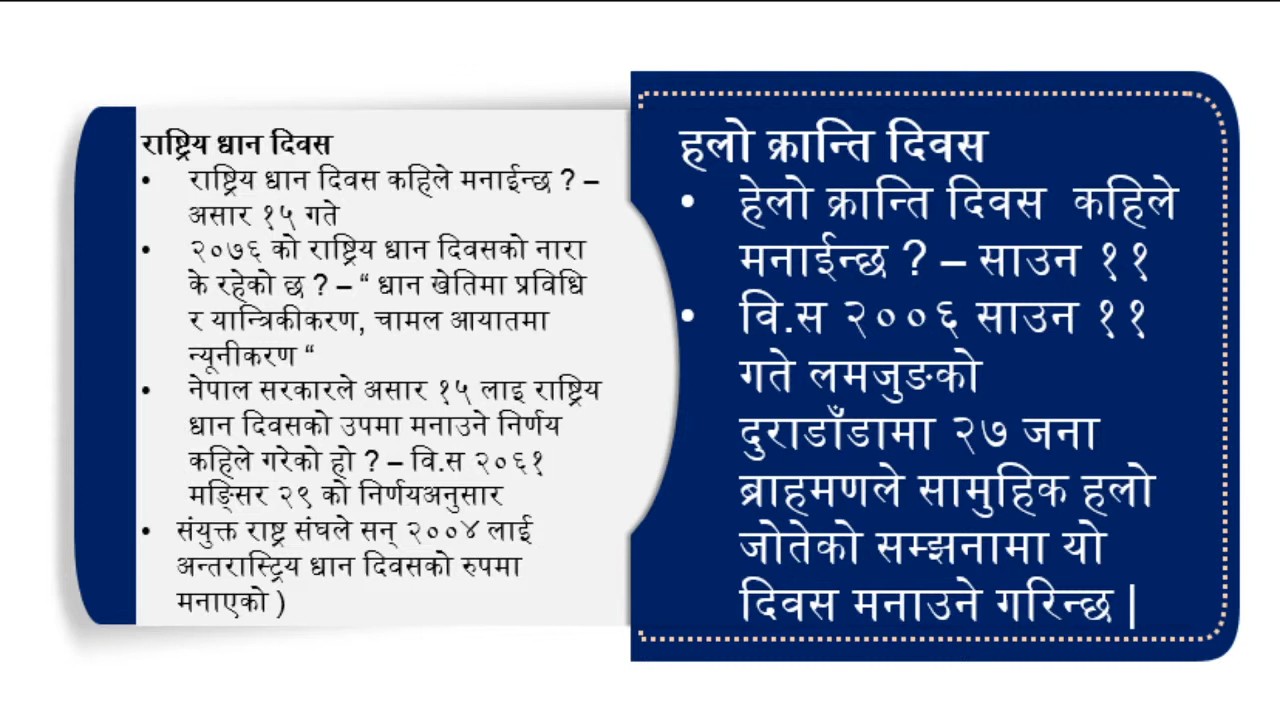 राष्ट्रिय धान दिवस
• राष्ट्रिय धान दिवस कहिले मनाईन्छ ? –
असार १५ गते
• २०७६ को राष्ट्रिय धान दिवसको नारा
के रहेको छ ? – “ धान खेतिमा प्रविधि
र यान्त्रिकीकरण, चामल आयातमा
न्यूनीकरण “
• नेपाल सरकारले असार १५ लाइ राष्ट्रिय
धान दिवसको उपमा मनाउने निर्णय
कहिले गरेको हो ? – वि.स २०६१
मङ्सिर २९ को निर्णयअनुसार
• संयुक्त राष्ट्र संघले सन् २००४ लाई
अन्तरास्ट्रिय धान दिवसको रुपमा
मनाएको )
हलो क्रान्ति दिवस
• हेलो क्रान्ति दिवस कहिले
मनाईन्छ ? – साउन ११
• वि.स २००६ साउन ११
गते लमजुङको
दुराडाँडामा २७ जना
ब्राहमणले सामुहिक हलो
जोतेको सम्झनामा यो
दिवस मनाउने गरिन्छ |